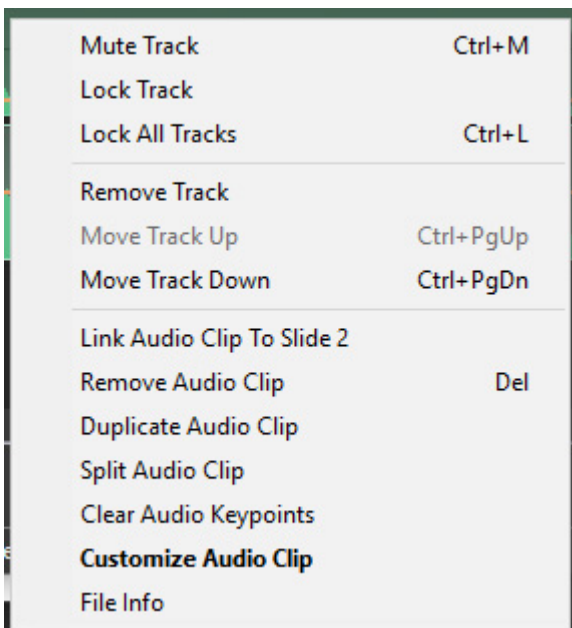 Mute Track Ctrl+M
Lock Track
Lock All Tracks Ctrl+L
Remove Track
Move Track Up Ctrl+PgUp
Move Track Down Ctrl+PgDn
Link Audio Clip To Slide 2
Remove Audio Clip Del
Duplicate Audio Clip
Split Audio Clip
Clear Audio Keypoints
Customize Audio Clip
File Info